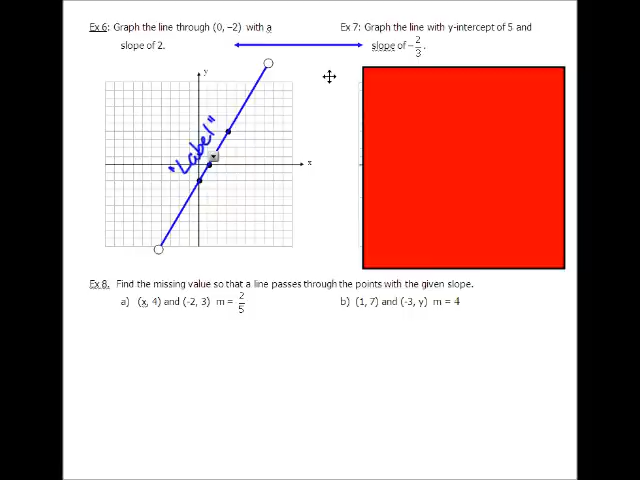 Ex 6: Graph the line through (0, –2) with a
slope of 2.
Ex 7: Graph the line with y-intercept of 5 and
slope of –2/3.
y
x
"Label"
Ex 8. Find the missing value so that a line passes through the points with the given slope.
a) (x, 4) and (-2, 3) m = 2/5
b) (1, 7) and (-3, y) m = 4